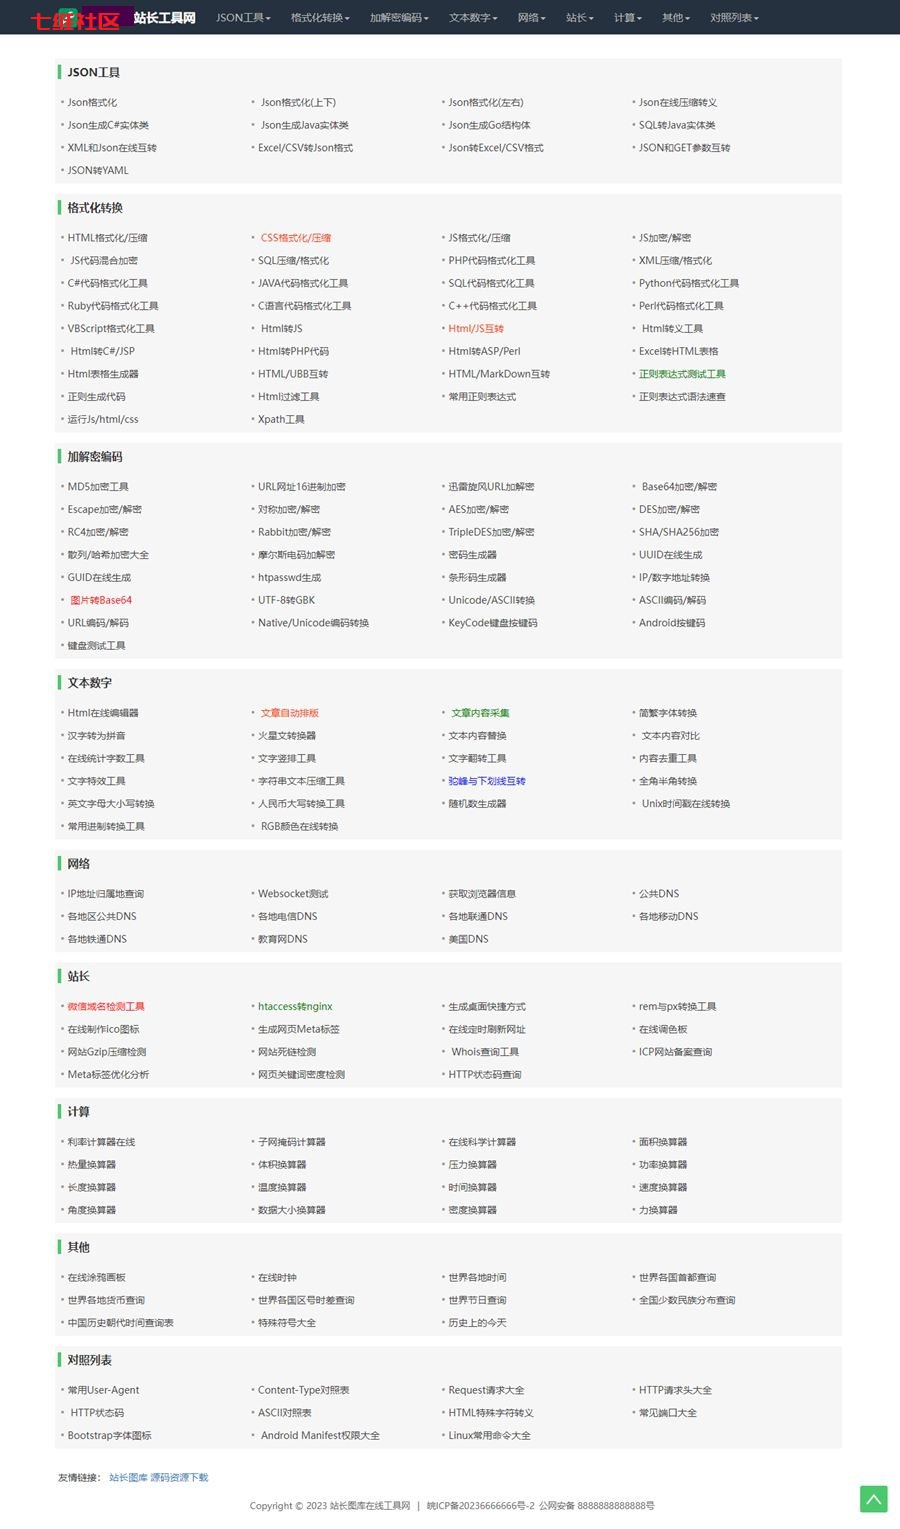 七维社区 站长工具网 JSON工具 格式化转换 加解密编码 文本数字 网络 站长 计算 其他 对照列表
JSON工具
Json格式化 Json格式化(上下) Json格式化(左右) Json在线压缩转义
Json生成C#实体类 Json生成Java实体类 Json生成Go结构体 SQL转Java实体类
XML和Json在线互转 Excel/CSV转Json格式 Json转Excel/CSV格式 JSON和GET参数互转
JSON转YAML
格式化转换
HTML格式化/压缩 CSS格式化/压缩 JS格式化/压缩 JS加密/解密
JS代码混合加密 SQL压缩/格式化 PHP代码格式化工具 XML压缩/格式化
C#代码格式化工具 JAVA代码格式化工具 SQL代码格式化工具 Python代码格式化工具
Ruby代码格式化工具 C语言代码格式化工具 C++代码格式化工具 Perl代码格式化工具
VBScript格式化工具 Html转JS Html/JS互转 Html转义工具
Html转C#/JSP Html转PHP代码 Html转ASP/Perl Excel转HTML表格
Html表格生成器 HTML/UBB互转 HTML/MarkDown互转 正则表达式测试工具
正则生成代码 Html过滤工具 常用正则表达式 正则表达式语法速查
运行Js/html/css Xpath工具
加解密编码
MD5加密工具 URL网址16进制加密 迅雷旋风URL加解密 Base64加密/解密
Escape加密/解密 对称加密/解密 AES加密/解密 DES加密/解密
RC4加密/解密 Rabbit加密/解密 TripleDES加密/解密 SHA/SHA256加密
散列/哈希加密大全 摩尔斯电码加解密 密码生成器 UUID在线生成
GUID在线生成 htpasswd生成 条形码生成器 IP/数字地址转换
图片转Base64 UTF-8转GBK Unicode/ASCII转换 ASCII编码/解码
URL编码/解码 Native/Unicode编码转换 KeyCode键盘按键码 Android按键码
键盘测试工具
文本数字
Html在线编辑器 文章自动排版 文章内容采集 简繁字体转换
汉字转为拼音 火星文转换器 文本内容替换 文本内容对比
在线统计字数工具 文字竖排工具 文字翻转工具 内容去重工具
文字特效工具 字符串文本压缩工具 驼峰与下划线互转 全角半角转换
英文字母大小写转换 人民币大写转换工具 随机数生成器 Unix时间戳在线转换
常用进制转换工具 RGB颜色在线转换
网络
IP地址归属地查询 Websocket测试 获取浏览器信息 公共DNS
各地区公共DNS 各地电信DNS 各地联通DNS 各地移动DNS
各地铁通DNS 教育网DNS 美国DNS
站长
微信域名检测工具 htaccess转nginx 生成桌面快捷方式 rem与px转换工具
在线制作ico图标 生成网页Meta标签 在线定时刷新网址 在线调色板
网站Gzip压缩检测 网站死链检测 Whois查询工具 ICP网站备案查询
Meta标签优化分析 网页关键词密度检测 HTTP状态码查询
计算
利率计算器在线 子网掩码计算器 在线科学计算器 面积换算器
热量换算器 体积换算器 压力换算器 功率换算器
长度换算器 温度换算器 时间换算器 速度换算器
角度换算器 数据大小换算器 密度换算器 力换算器
其他
在线涂鸦画板 在线时钟 世界各地时间 世界各国首都查询
世界各地货币查询 世界各国区号时差查询 世界节日查询 全国少数民族分布查询
中国历史朝代时间查询表 特殊符号大全 历史上的今天
对照列表
常用User-Agent Content-Type对照表 Request请求大全 HTTP请求头大全
HTTP状态码 ASCII对照表 HTML特殊字符转义 常见端口大全
Bootstrap字体图标 Android Manifest权限大全 Linux常用命令大全
友情链接： 站长图库 源码资源下载
Copyright © 2023 站长图库在线工具网 | 皖ICP备20236666666号-2 公网安备 8888888888888号